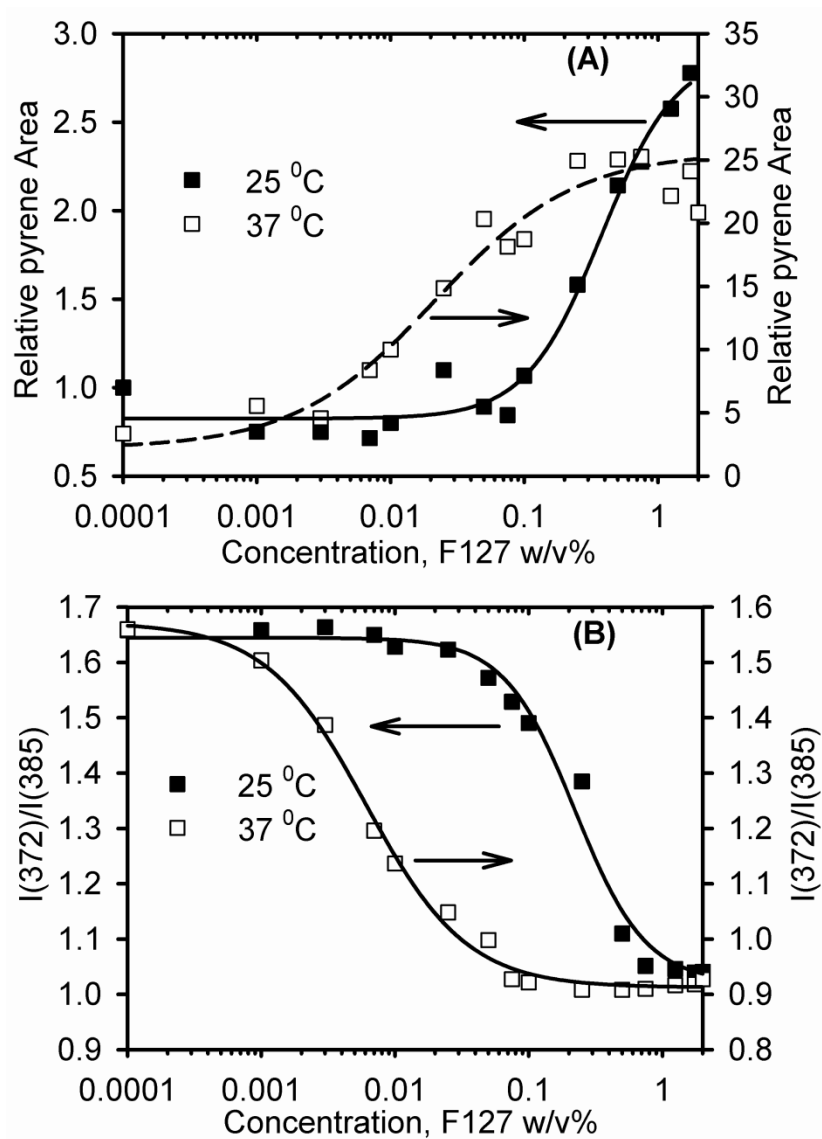 (A)
3.0
2.5
2.0
1.5
1.0
0.5
Relative pyrene Area
35
30
25
20
15
10
5
0
Relative pyrene Area
25 ⁰C
37 ⁰C
0.0001 0.001 0.01 0.1 1
Concentration, F127 w/v%
(B)
1.7
1.6
1.5
1.4
1.3
1.2
1.1
1.0
0.9
I(372)/I(385)
1.6
1.5
1.4
1.3
1.2
1.1
1.0
0.9
0.8
I(372)/I(385)
25 ⁰C
37 ⁰C
0.0001 0.001 0.01 0.1 1
Concentration, F127 w/v%